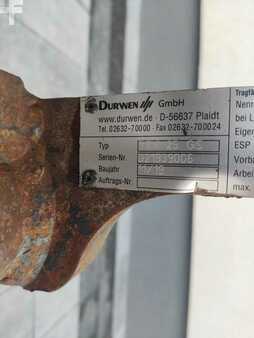 DURWEN GmbH
www.durwen.de · D-56637 Plaidt
Tel. 02632-70000 · Fax 02632-700024
Typ
Serien-Nr.
Baujahr
Auftrags-Nr.
Tragfä
Nenn
bei L
Eigen
ESP
Vorba
Arbei
max.